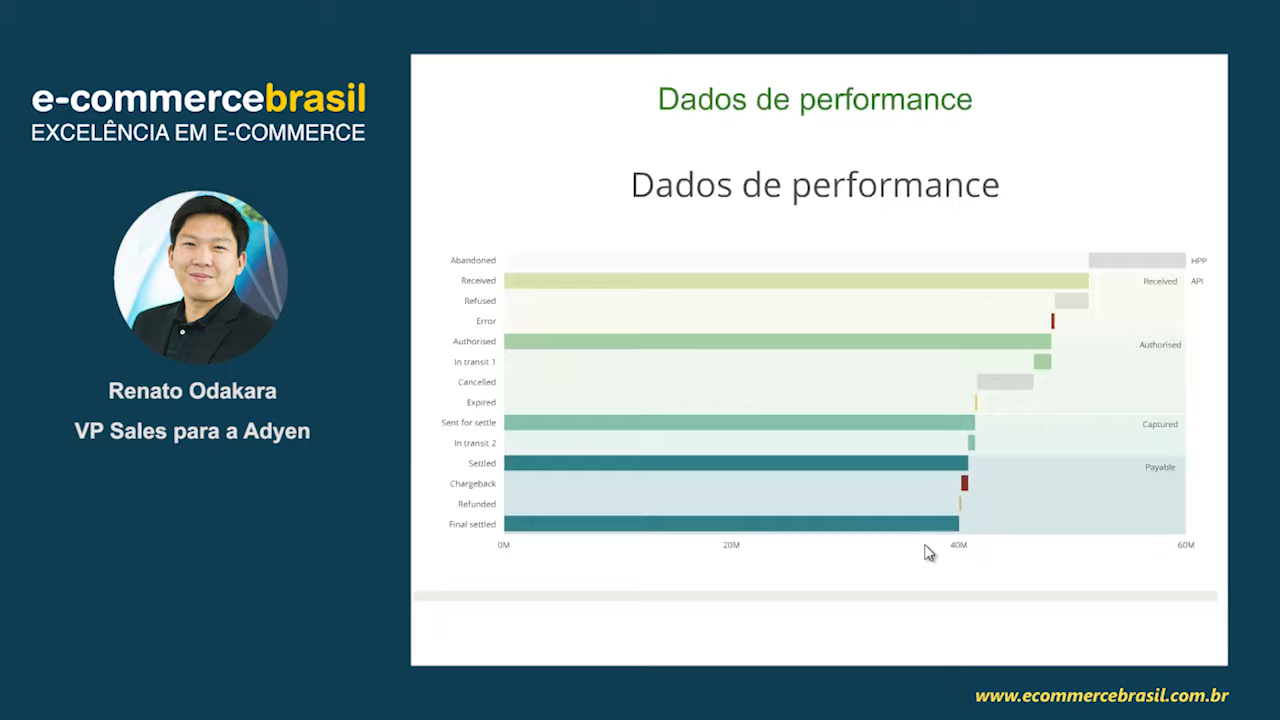 e-commercebrasil
EXCELÊNCIA EM E-COMMERCE
Renato Odakara
VP Sales para a Adyen
Dados de performance
Dados de performance
Abandoned
HPP
Received
Received
API
Refused
Error
Authorised
Authorised
In transit 1
Cancelled
Expired
Sent for settle
Captured
In transit 2
Settled
Payable
Chargeback
Refunded
Final settled
0M 20M 40M 60M
www.ecommercebrasil.com.br